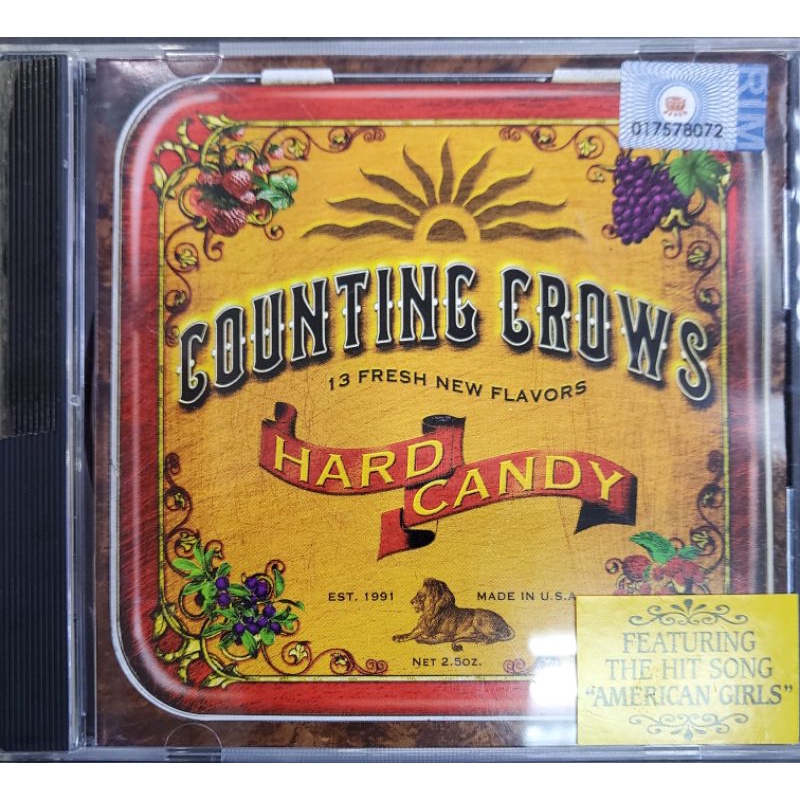 RIM
017578072
COUNTING CROWS
13 FRESH NEW FLAVORS
HARD
CANDY
EST. 1991
MADE IN U.S.A
NET 2.5OZ.
FEATURING
THE HIT SONG
"AMERICAN GIRLS"